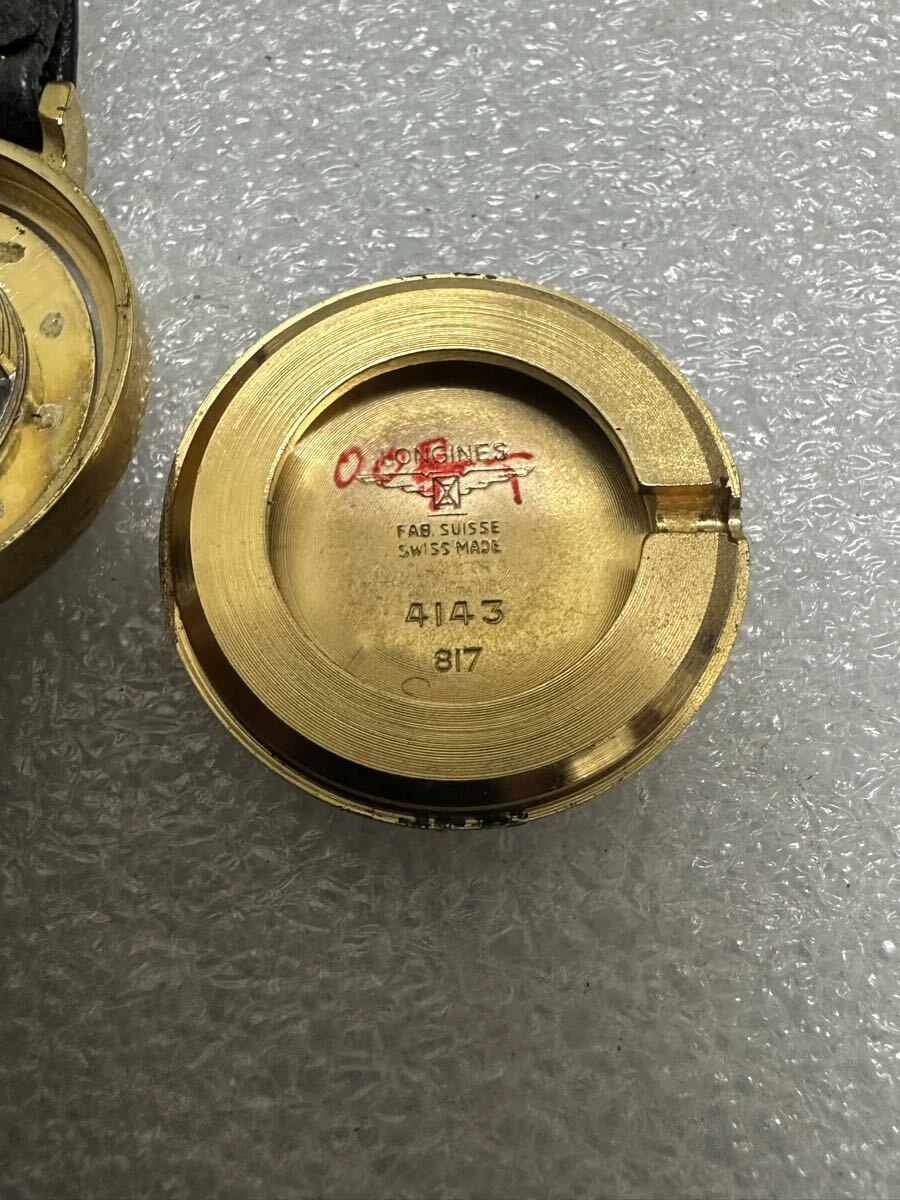 LONGINES
FAB. SUISSE
SWISS MADE
4143
817